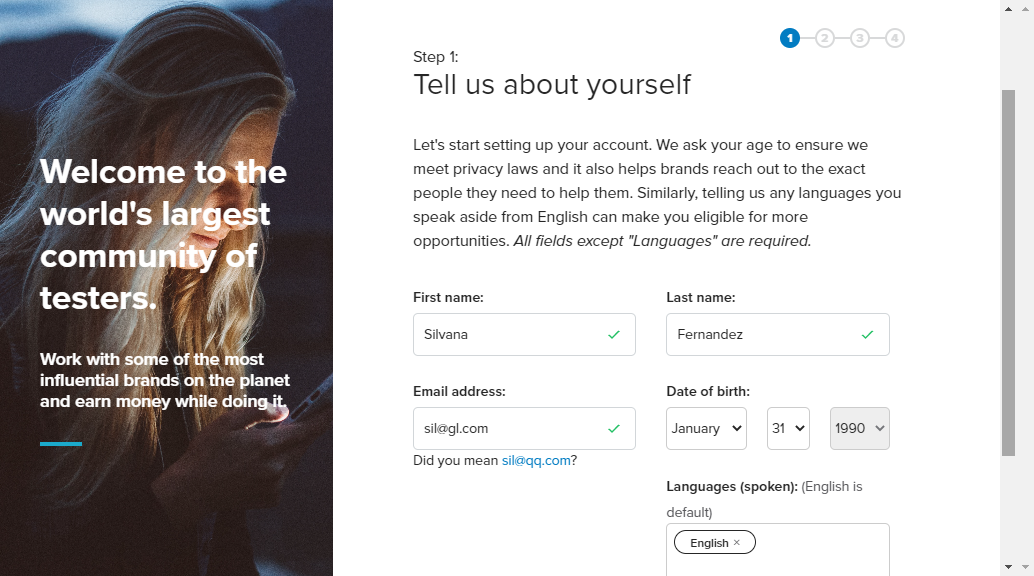 Welcome to the
world's largest
community of
testers.
Work with some of the most
influential brands on the planet
and earn money while doing it.
1 2 3 4
Step 1:
Tell us about yourself
Let's start setting up your account. We ask your age to ensure we
meet privacy laws and it also helps brands reach out to the exact
people they need to help them. Similarly, telling us any languages you
speak aside from English can make you eligible for more
opportunities. All fields except "Languages" are required.
First name:
Last name:
Silvana
Fernandez
Email address:
Date of birth:
sil@gl.com
January 31 1990
Did you mean sil@qq.com?
Languages (spoken): (English is
default)
English ×